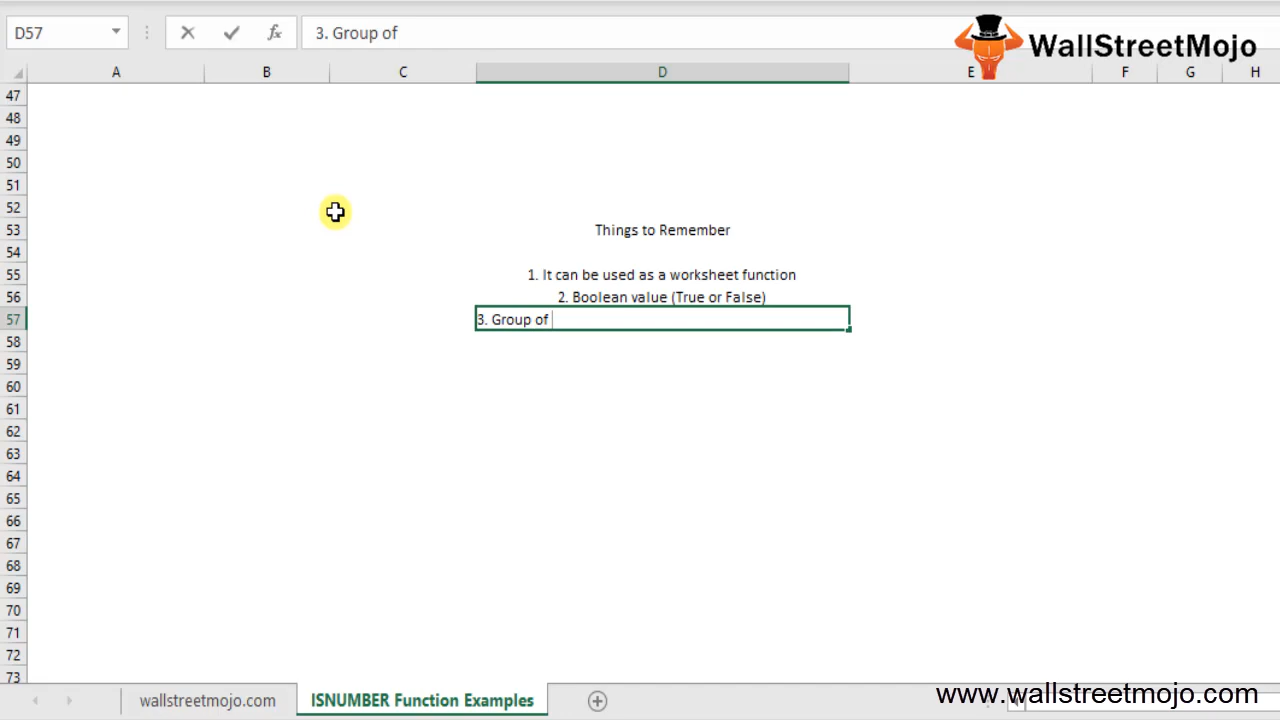 D57
fx
3. Group of
WallStreetMojo
A B C D E F G H
47
48
49
50
51
52
53 Things to Remember
54
55 1. It can be used as a worksheet function
56 2. Boolean value (True or False)
57 3. Group of
58
59
60
61
62
63
64
65
66
67
68
69
70
71
72
73
wallstreetmojo.com ISNUMBER Function Examples
www.wallstreetmojo.com